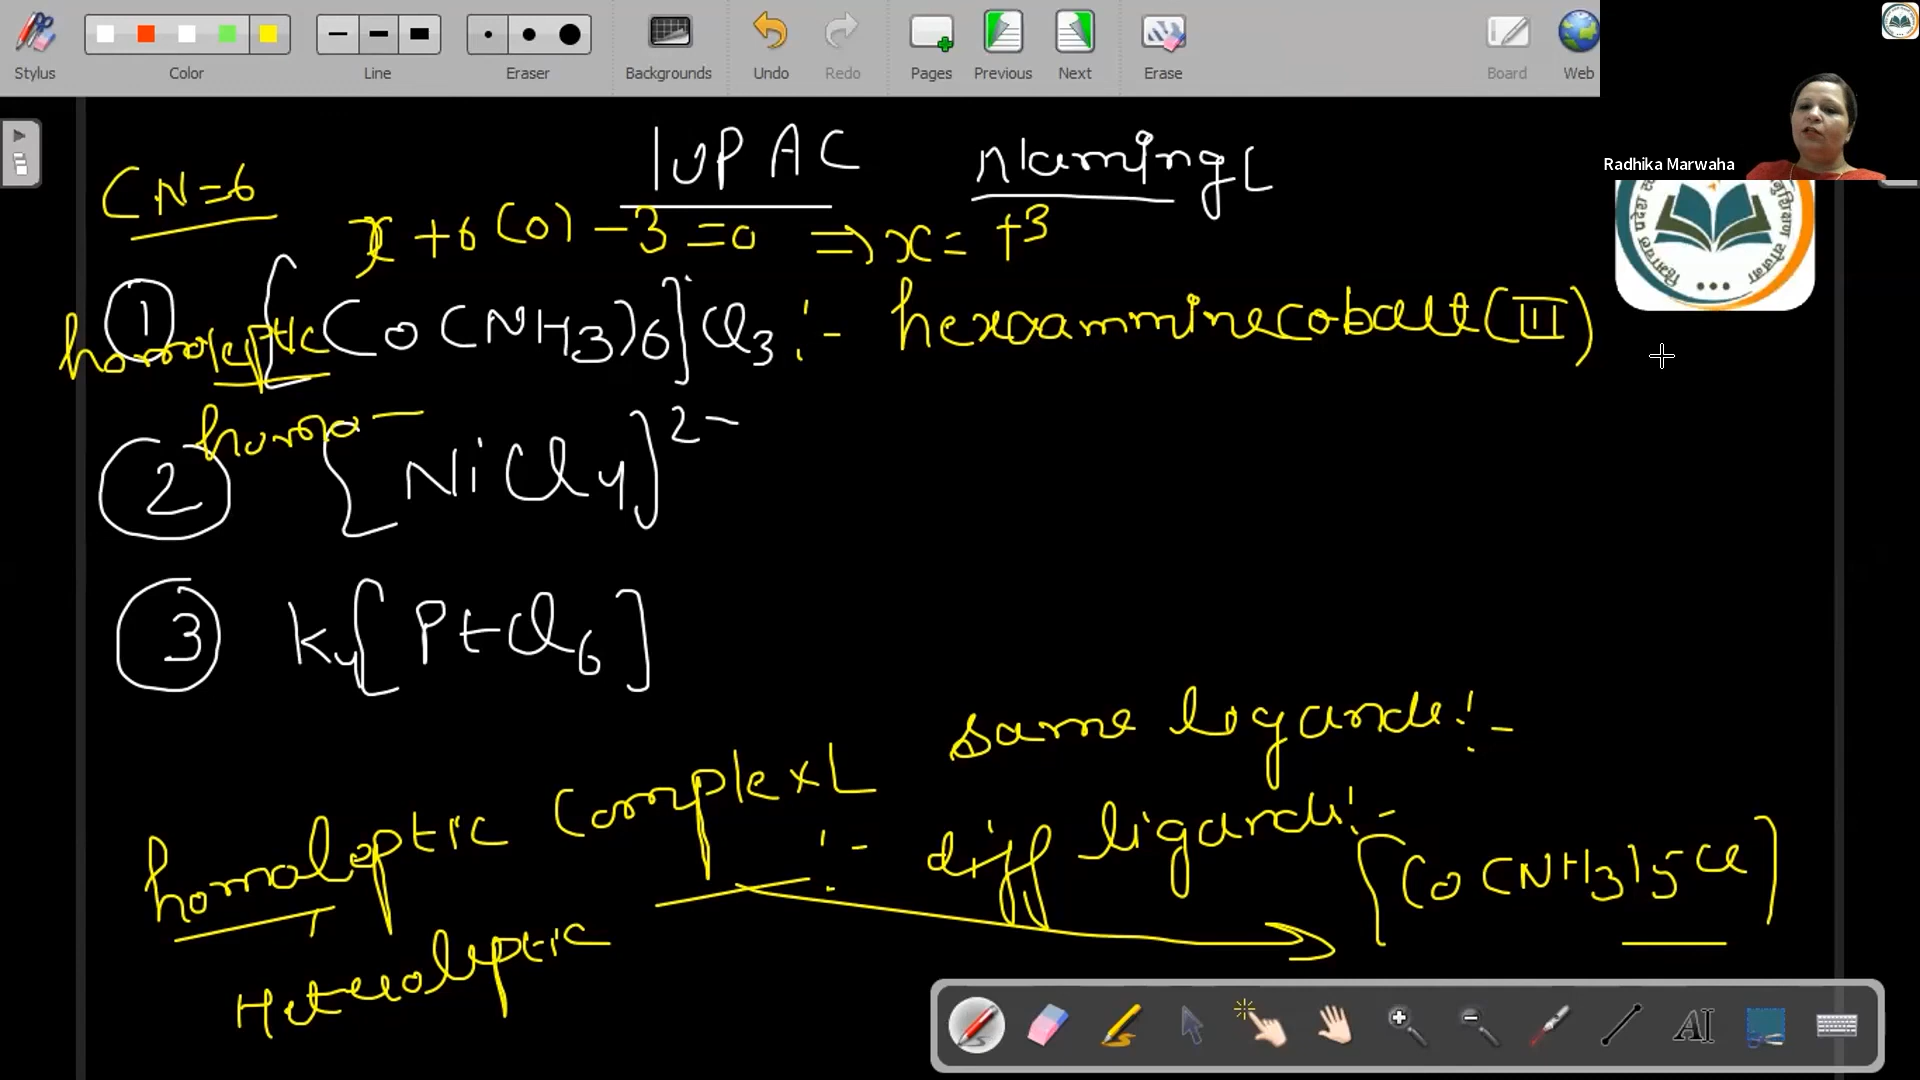 Stylus Color Line Eraser Backgrounds Undo Redo Pages Previous Next Erase Board Web
Radhika Marwaha
IUPAC naming
CN=6
x + 6(0) - 3 = 0 ⇒ x = +3
① [Co(NH3)6]Cl3 :- hexaamminecobalt(III)
homoleptic
homo —
② [NiCl4]2-
③ K4[PtCl6]
same ligands :-
homoleptic complex :- diff ligands :- [Co(NH3)5Cl]
Heteroleptic